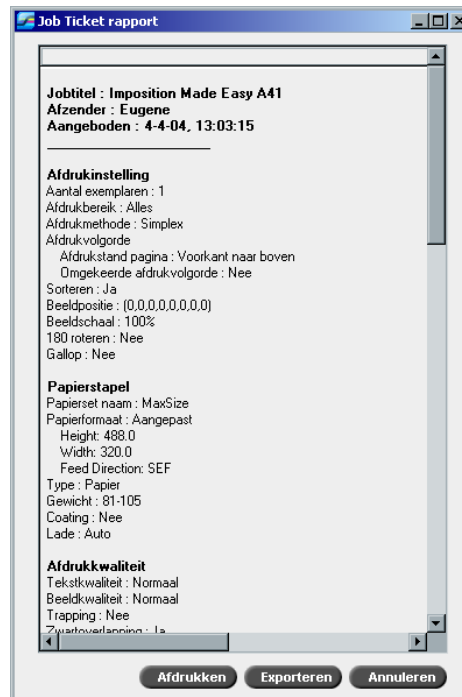 Job Ticket rapport
Jobtitel : Imposition Made Easy A41
Afzender : Eugene
Aangeboden : 4-4-04, 13:03:15
Afdrukinstelling
Aantal exemplaren : 1
Afdrukbereik : Alles
Afdrukmethode : Simplex
Afdrukvolgorde
Afdrukstand pagina : Voorkant naar boven
Omgekeerde afdrukvolgorde : Nee
Sorteren : Ja
Beeldpositie : (0,0,0,0,0,0,0,0)
Beeldschaal : 100%
180 roteren : Nee
Gallop : Nee
Papierstapel
Papierset naam : MaxSize
Papierformaat : Aangepast
Height: 488.0
Width: 320.0
Feed Direction: SEF
Type : Papier
Gewicht : 81-105
Coating : Nee
Lade : Auto
Afdrukkwaliteit
Tekstkwaliteit : Normaal
Beeldkwaliteit : Normaal
Trapping : Nee
Zwartoverlapping : Ja
Afdrukken Exporteren Annuleren